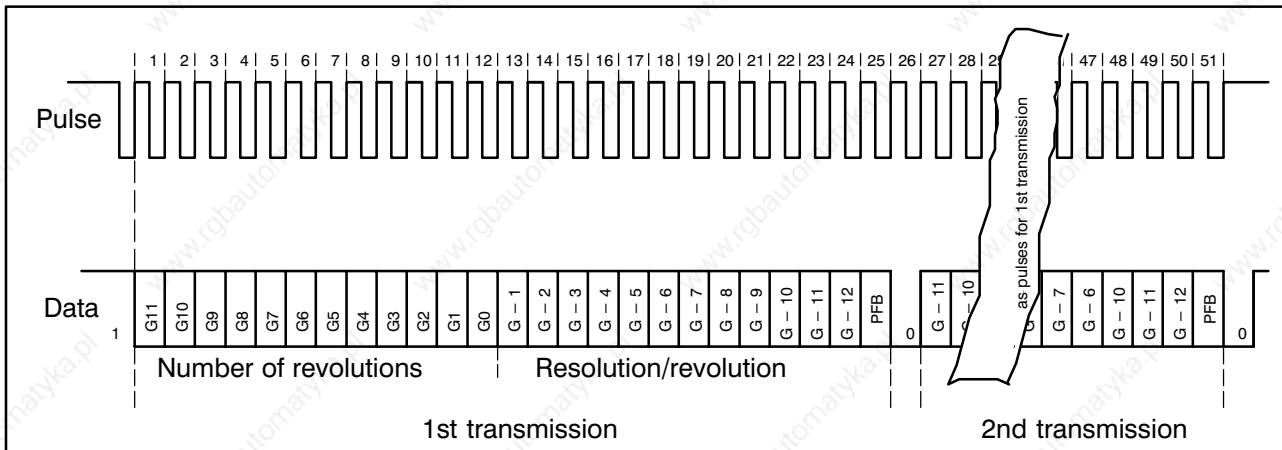 1 2 3 4 5 6 7 8 9 10 11 12 13 14 15 16 17 18 19 20 21 22 23 24 25 26 27 28 47 48 49 50 51
Pulse
as pulses for 1st transmission
Data
1 G11 G10 G9 G8 G7 G6 G5 G4 G3 G2 G1 G0 G – 1 G – 2 G – 3 G – 4 G – 5 G – 6 G – 7 G – 8 G – 9 G – 10 G – 11 G – 12 PFB 0 G – 11 G – 7 G – 6 G – 10 G – 11 G – 12 PFB 0
Number of revolutions Resolution/revolution
1st transmission 2nd transmission
www.rgbautomatyka.pl